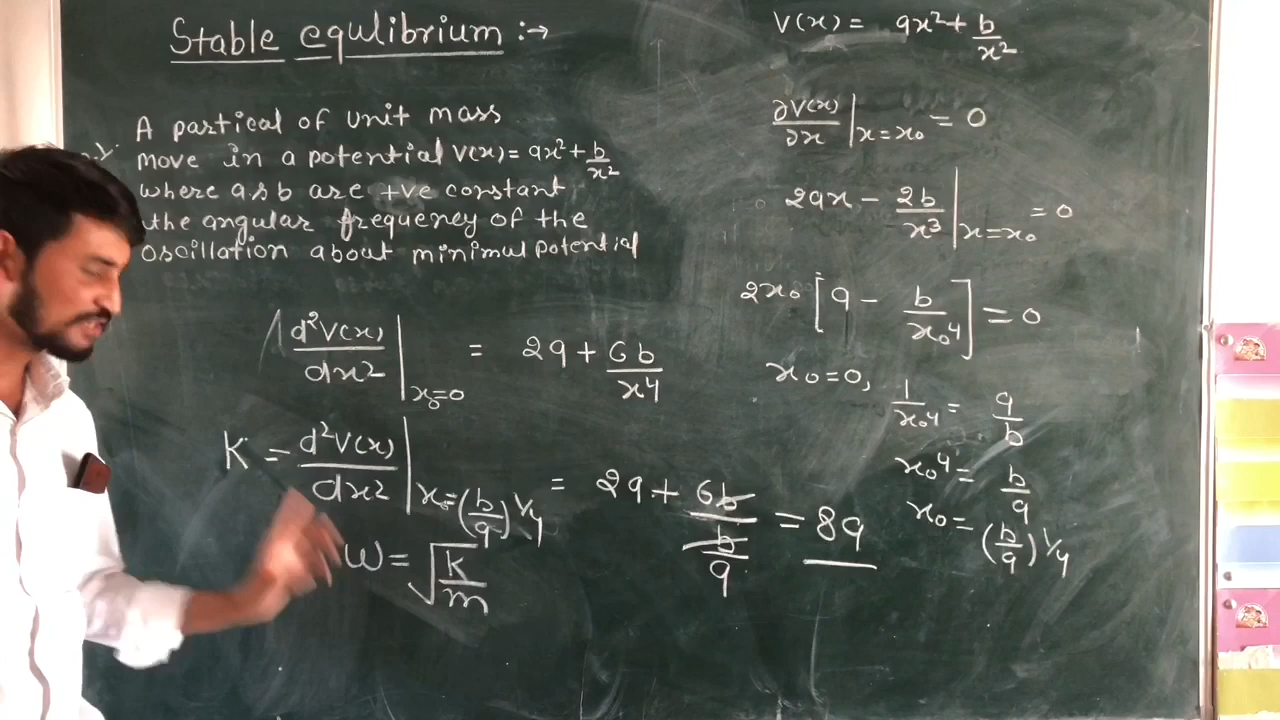 Stable equlibrium :→
A partical of unit mass
move in a potential V(x) = ax² + b/x²
where a & b are +ve constant,
the angular frequency of the
oscillation about minimul potential
d²V(x)/dx² |x₀=0 = 2a + 6b/x⁴
K = d²V(x)/dx² |x₀=(b/a)^1/4 = 2a + 6b/(b/a) = 8a
ω = √(k/m)
V(x) = ax² + b/x²
∂V(x)/∂x |x=x₀ = 0
2ax - 2b/x³ |x=x₀ = 0
2x₀ [a - b/x₀⁴] = 0
x₀=0, 1/x₀⁴ = a/b
x₀⁴ = b/a
x₀ = (b/a)^1/4